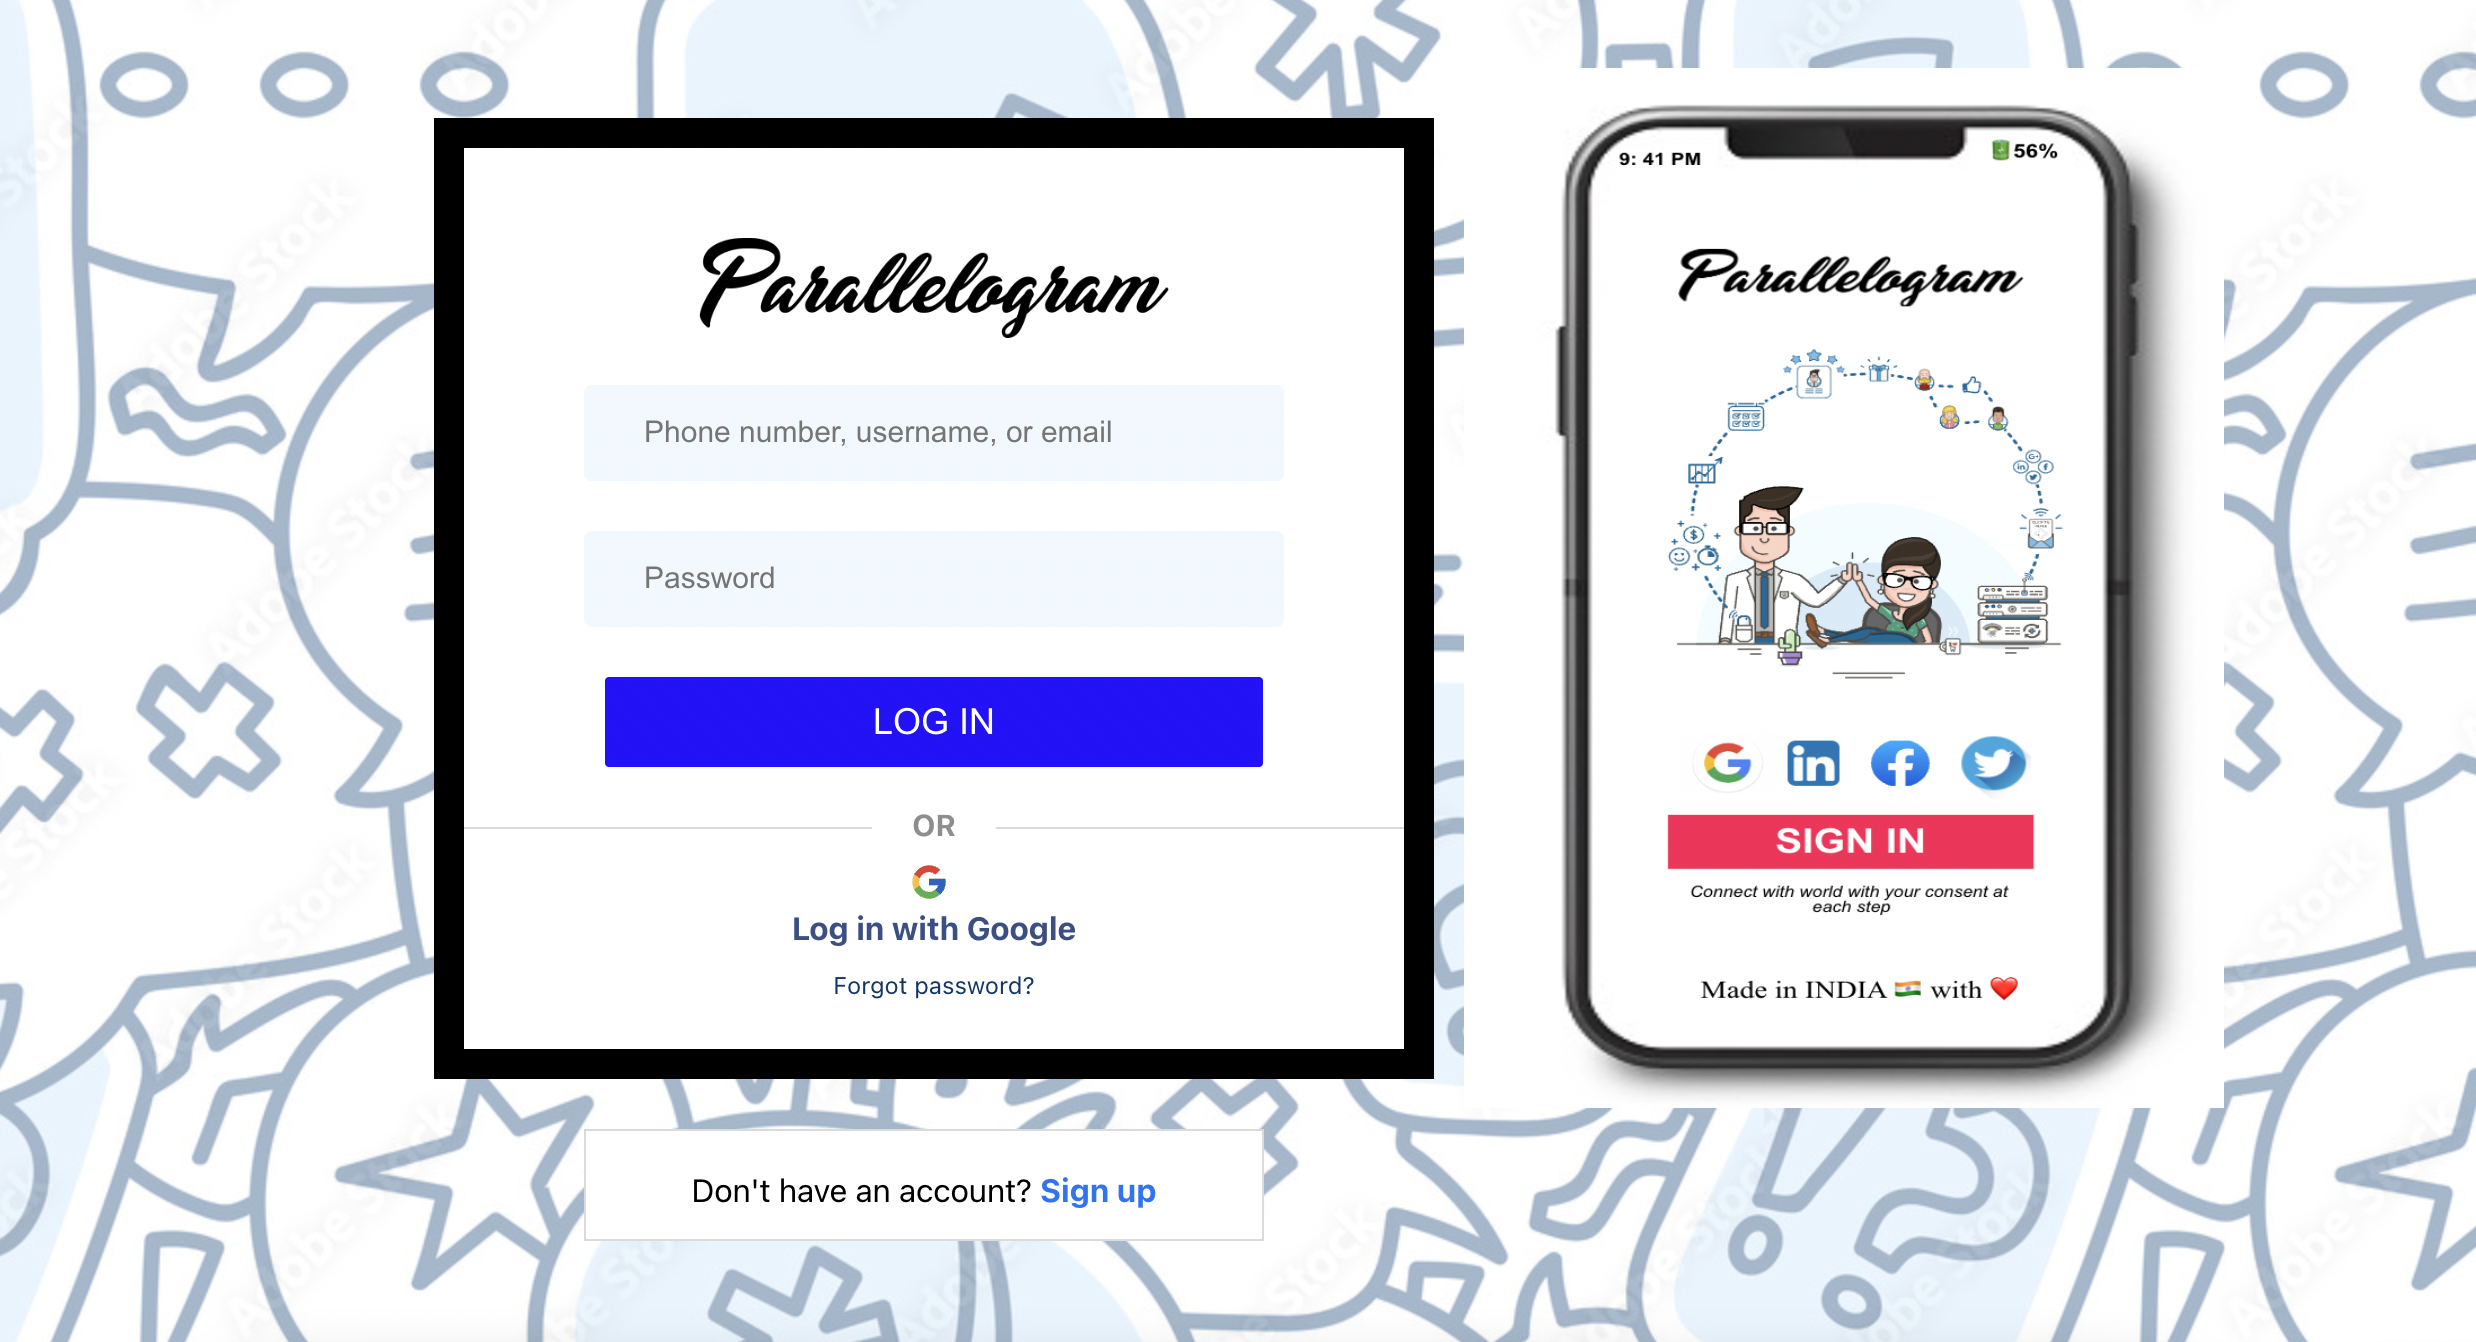 Parallelogram
Phone number, username, or email
Password
LOG IN
OR
Log in with Google
Forgot password?
Don't have an account? Sign up
9: 41 PM
56%
Parallelogram
SIGN IN
Connect with world with your consent at
each step
Made in INDIA 🇮🇳 with ❤️
Adobe Stock